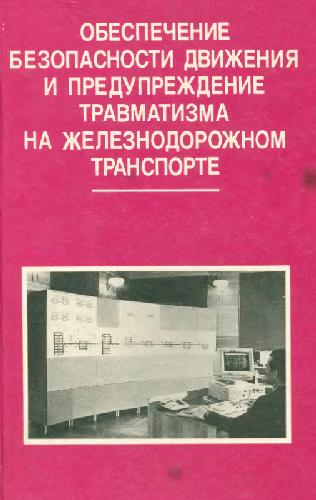 ОБЕСПЕЧЕНИЕ
БЕЗОПАСНОСТИ ДВИЖЕНИЯ
И ПРЕДУПРЕЖДЕНИЕ
ТРАВМАТИЗМА
НА ЖЕЛЕЗНОДОРОЖНОМ
ТРАНСПОРТЕ